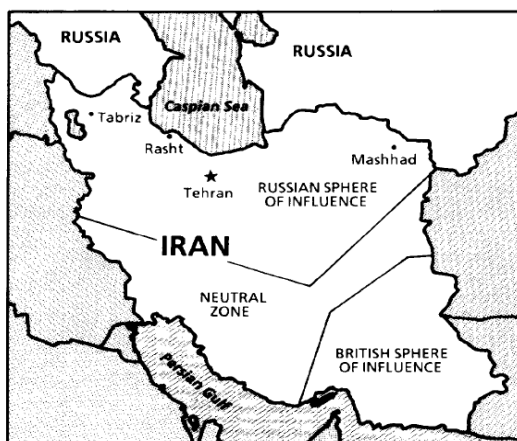 RUSSIA
RUSSIA
Caspian Sea
Tabriz
Rasht
Mashhad
Tehran
RUSSIAN SPHERE
OF INFLUENCE
IRAN
NEUTRAL
ZONE
BRITISH SPHERE
OF INFLUENCE
Persian Gulf